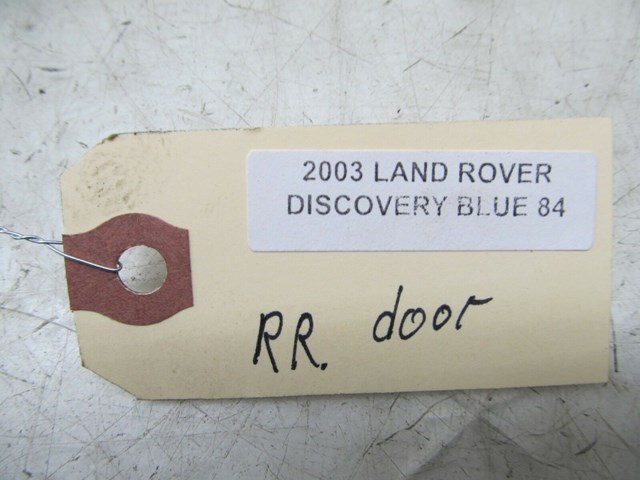 2003 LAND ROVER
DISCOVERY BLUE 84
RR. door